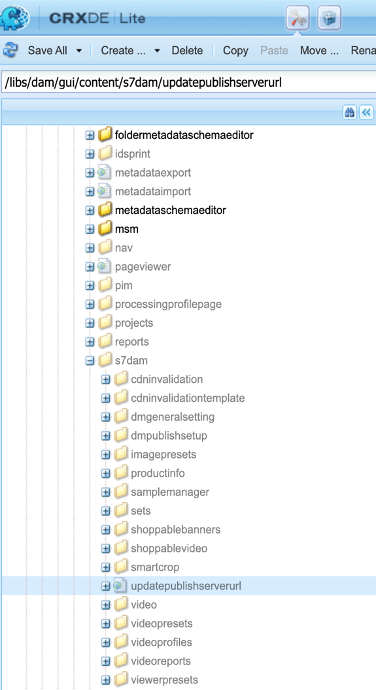 CRXDE | Lite
Save All Create ... Delete Copy Paste Move ... Rena
/libs/dam/gui/content/s7dam/updatepublishserverurl
foldermetadataschemaeditor
idsprint
metadataexport
metadataimport
metadataschemaeditor
msm
nav
pageviewer
pim
processingprofilepage
projects
reports
s7dam
cdninvalidation
cdninvalidationtemplate
dmgeneralsetting
dmpublishsetup
imagepresets
productinfo
samplemanager
sets
shoppablebanners
shoppablevideo
smartcrop
updatepublishserverurl
video
videopresets
videoprofiles
videoreports
viewerpresets